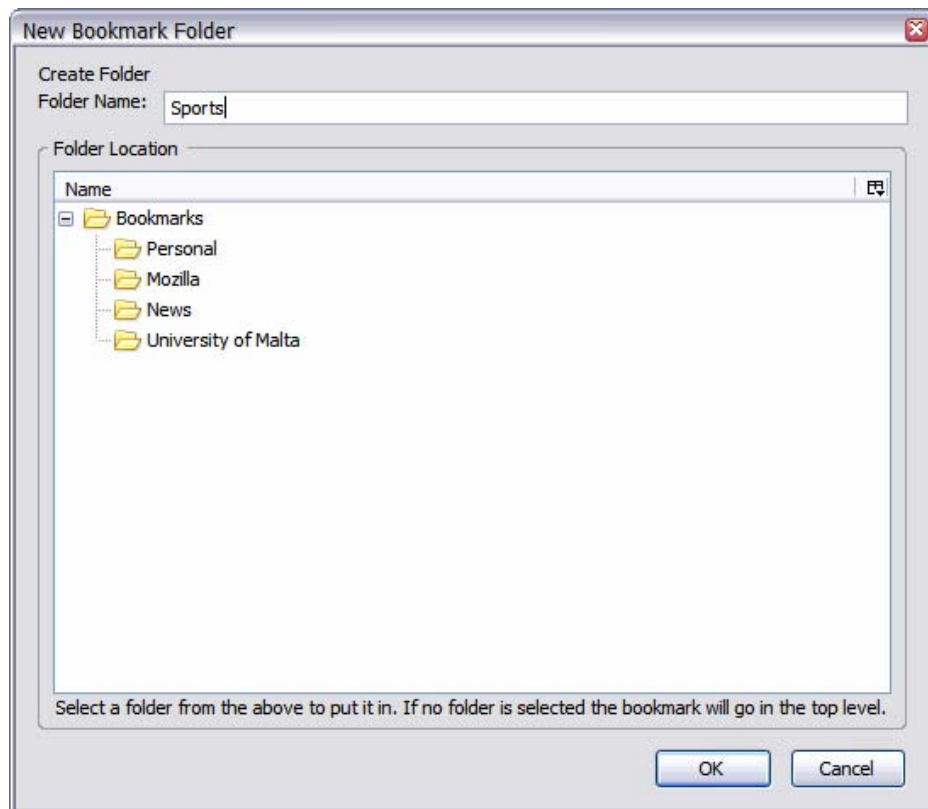 New Bookmark Folder
Create Folder
Folder Name: Sports
Folder Location
Name
Bookmarks
Personal
Mozilla
News
University of Malta
Select a folder from the above to put it in. If no folder is selected the bookmark will go in the top level.
OK Cancel